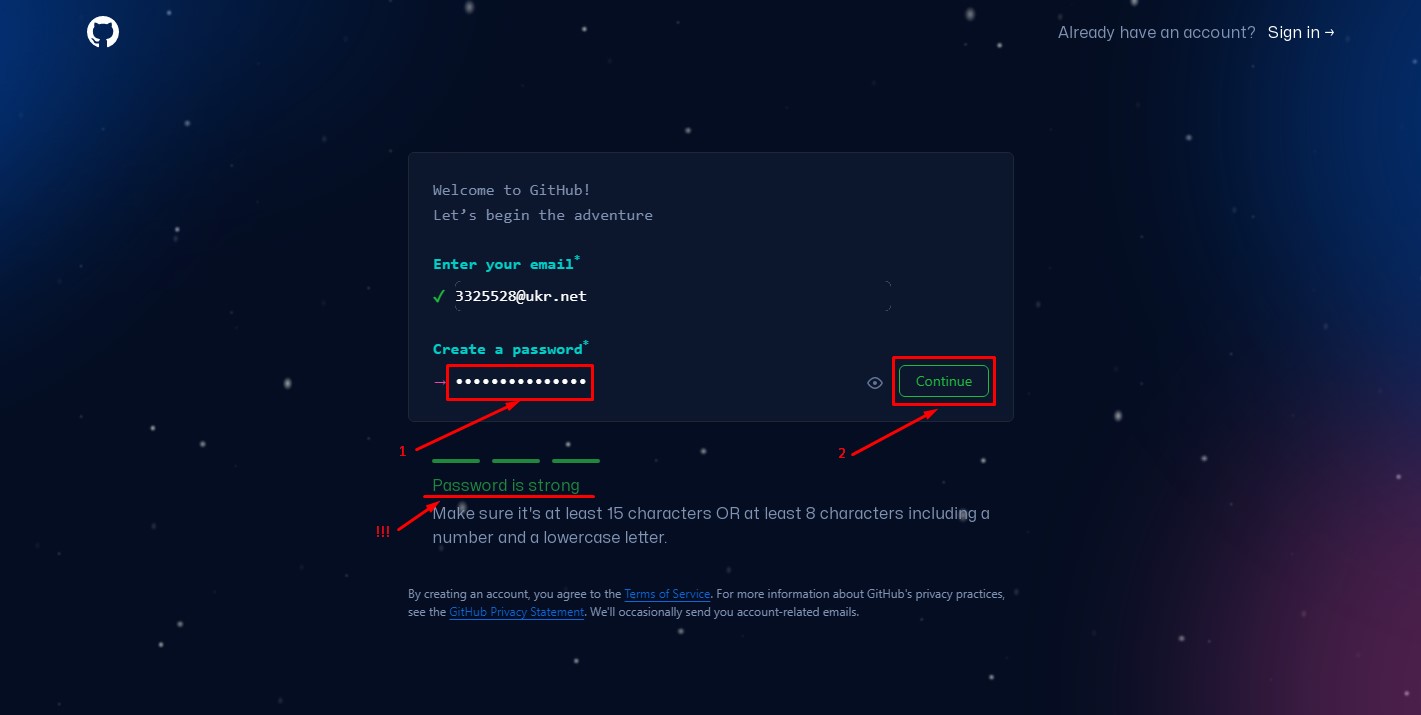 Already have an account? Sign in →
Welcome to GitHub!
Let’s begin the adventure
Enter your email*
✓ 3325528@ukr.net
Create a password*
→ •••••••••••••••
Continue
1
2
Password is strong
!!!
Make sure it's at least 15 characters OR at least 8 characters including a
number and a lowercase letter.
By creating an account, you agree to the Terms of Service. For more information about GitHub's privacy practices,
see the GitHub Privacy Statement. We'll occasionally send you account-related emails.